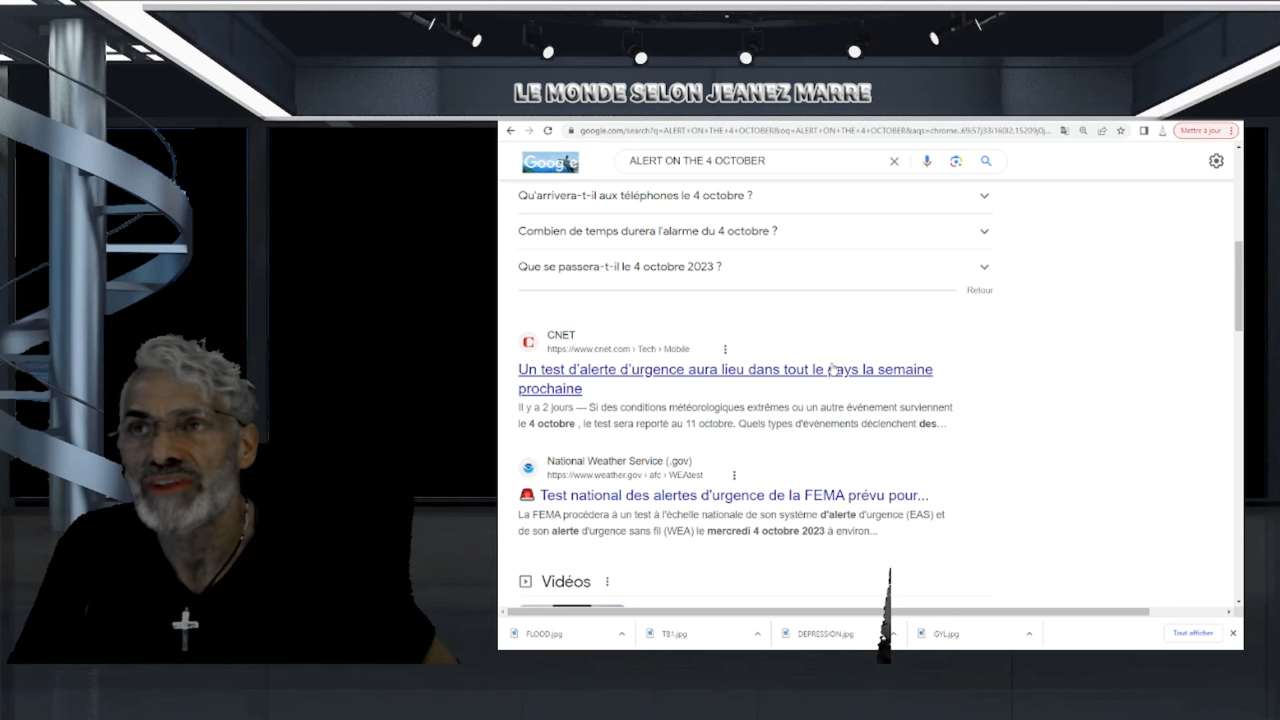 LE MONDE SELON JEANEZ MARRE
google.com/search?q=ALERT+ON+THE+4+OCTOBER&oq=ALERT+ON+THE+4+OCTOBER&aqs=chrome..69i57j33i160l2.15209j0j...
Mettre à jour
Google
ALERT ON THE 4 OCTOBER
Qu'arrivera-t-il aux téléphones le 4 octobre ?
Combien de temps durera l'alarme du 4 octobre ?
Que se passera-t-il le 4 octobre 2023 ?
Retour
CNET
https://www.cnet.com › Tech › Mobile
Un test d'alerte d'urgence aura lieu dans tout le pays la semaine
prochaine
Il y a 2 jours — Si des conditions météorologiques extrêmes ou un autre événement surviennent
le 4 octobre , le test sera reporté au 11 octobre. Quels types d'événements déclenchent des...
National Weather Service (.gov)
https://www.weather.gov › afc › WEAtest
Test national des alertes d'urgence de la FEMA prévu pour...
La FEMA procédera à un test à l'échelle nationale de son système d'alerte d'urgence (EAS) et
de son alerte d'urgence sans fil (WEA) le mercredi 4 octobre 2023 à environ...
Vidéos
FLOOD.jpg
TB1.jpg
DEPRESSION.jpg
GYL.jpg
Tout afficher